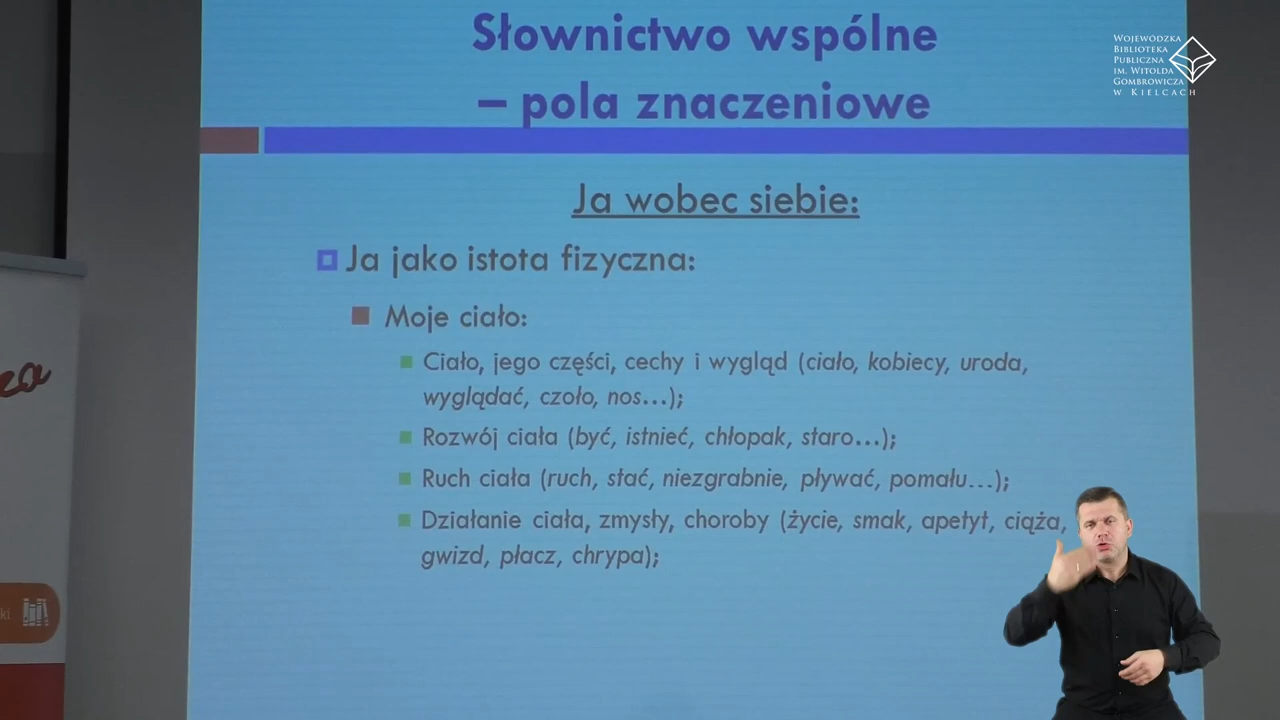 Słownictwo wspólne
– pola znaczeniowe
WOJEWÓDZKA
BIBLIOTEKA
PUBLICZNA
IM. WITOLDA
GOMBROWICZA
W KIELCACH
Ja wobec siebie:
Ja jako istota fizyczna:
Moje ciało:
Ciało, jego części, cechy i wygląd (ciało, kobiecy, uroda,
wyglądać, czoło, nos...);
Rozwój ciała (być, istnieć, chłopak, staro...);
Ruch ciała (ruch, stać, niezgrabnie, pływać, pomału...);
Działanie ciała, zmysły, choroby (życie, smak, apetyt, ciąża,
gwizd, płacz, chrypa);